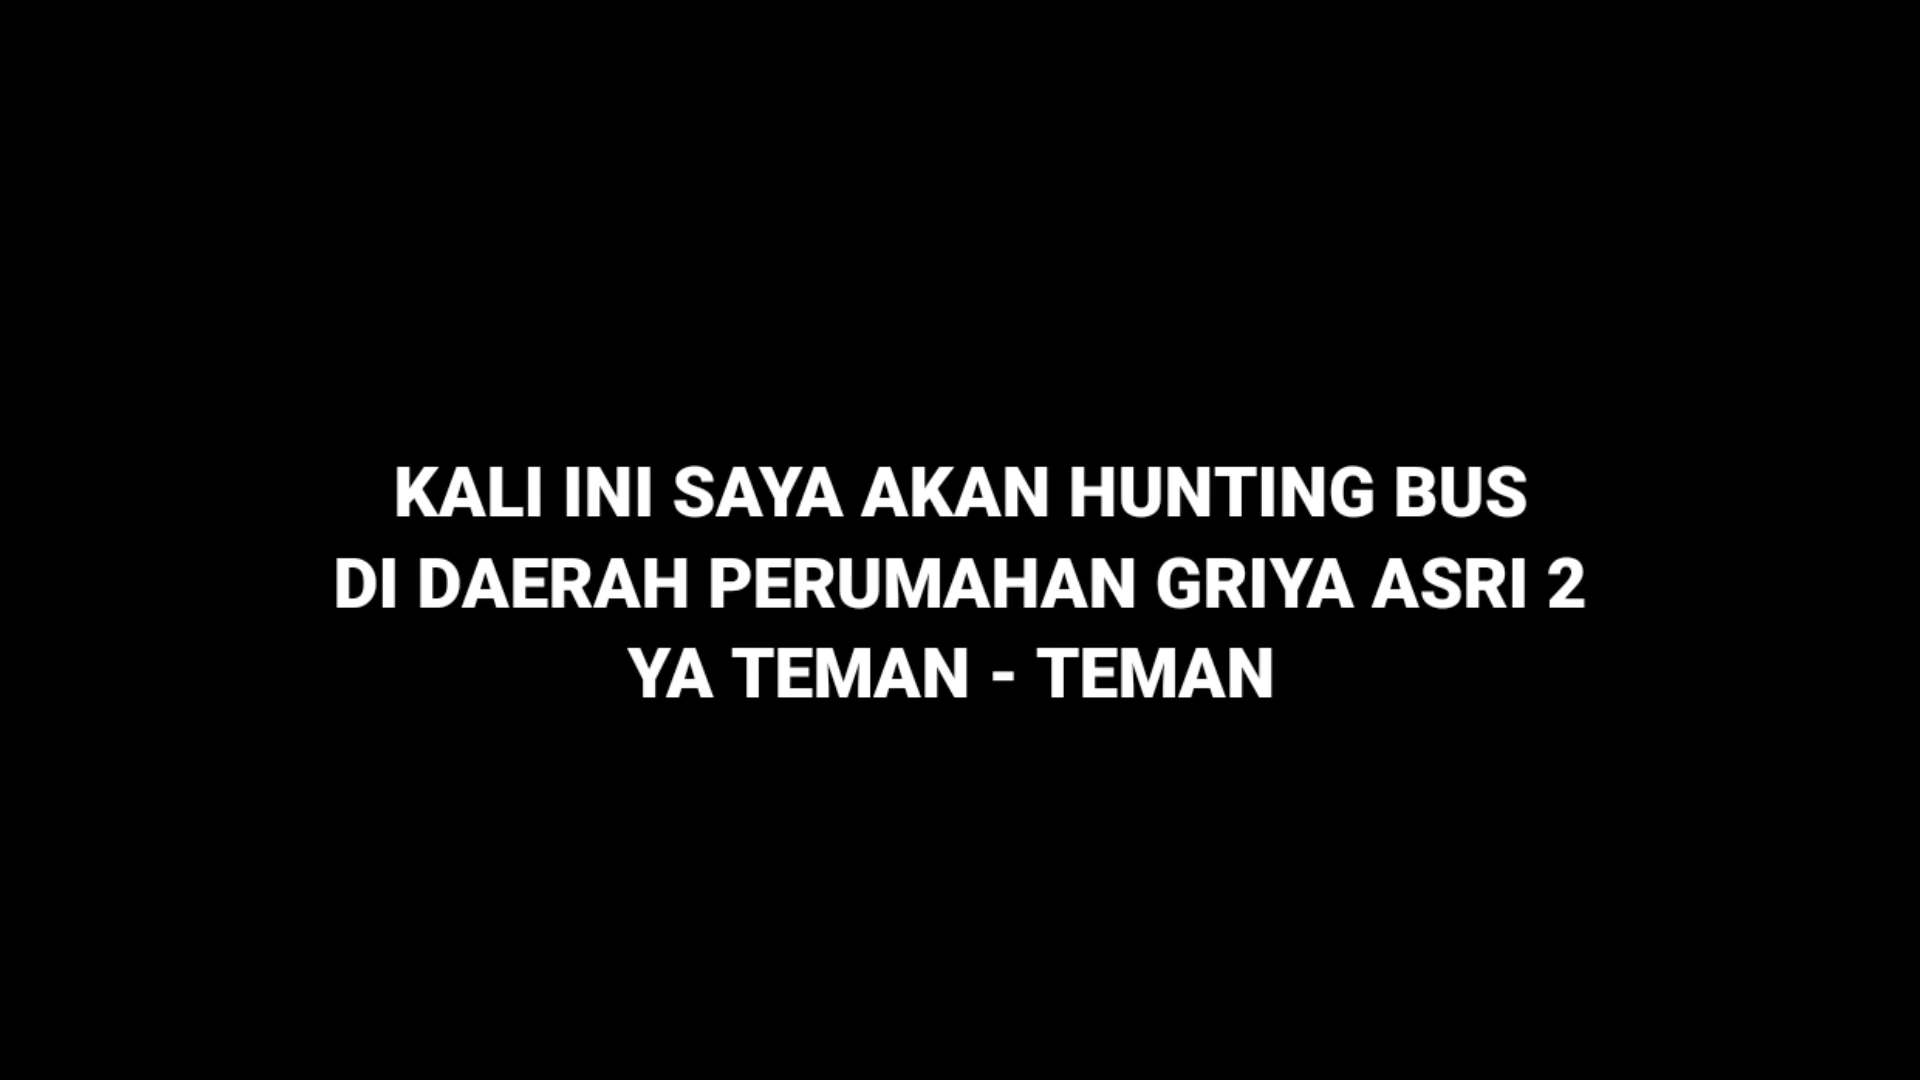 KALI INI SAYA AKAN HUNTING BUS
DI DAERAH PERUMAHAN GRIYA ASRI 2
YA TEMAN - TEMAN